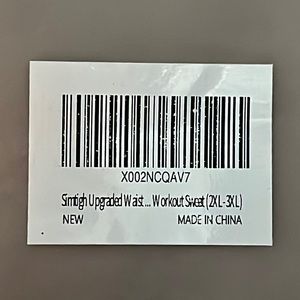 X002NCQAV7
Simtigh Upgraded Waist ... Workout Sweat (2XL-3XL)
NEW MADE IN CHINA